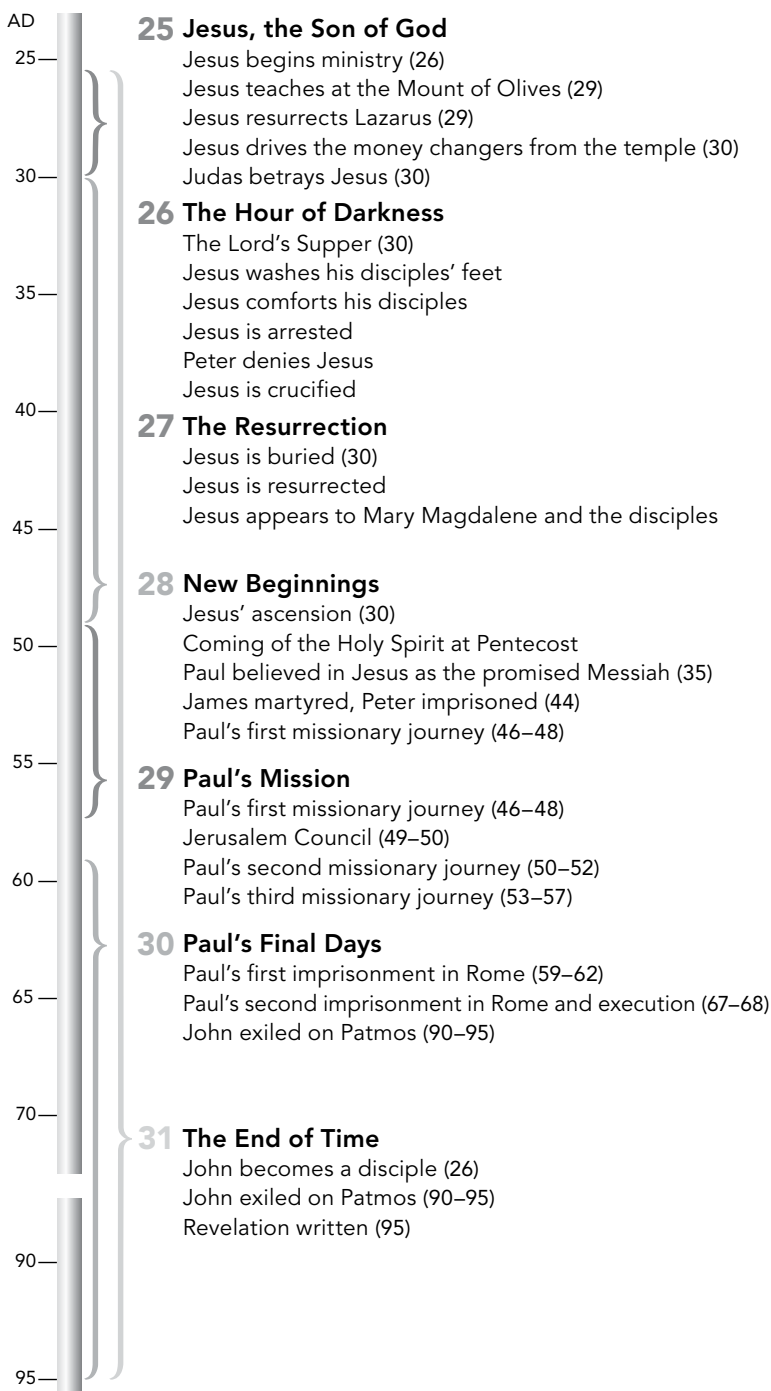 AD
25 Jesus, the Son of God
25—
Jesus begins ministry (26)
Jesus teaches at the Mount of Olives (29)
Jesus resurrects Lazarus (29)
Jesus drives the money changers from the temple (30)
30—
Judas betrays Jesus (30)
26 The Hour of Darkness
The Lord’s Supper (30)
Jesus washes his disciples’ feet
35—
Jesus comforts his disciples
Jesus is arrested
Peter denies Jesus
Jesus is crucified
40—
27 The Resurrection
Jesus is buried (30)
Jesus is resurrected
Jesus appears to Mary Magdalene and the disciples
45—
28 New Beginnings
Jesus’ ascension (30)
50—
Coming of the Holy Spirit at Pentecost
Paul believed in Jesus as the promised Messiah (35)
James martyred, Peter imprisoned (44)
Paul’s first missionary journey (46–48)
55—
29 Paul’s Mission
Paul’s first missionary journey (46–48)
Jerusalem Council (49–50)
Paul’s second missionary journey (50–52)
60—
Paul’s third missionary journey (53–57)
30 Paul’s Final Days
Paul’s first imprisonment in Rome (59–62)
65—
Paul’s second imprisonment in Rome and execution (67–68)
John exiled on Patmos (90–95)
70—
31 The End of Time
John becomes a disciple (26)
John exiled on Patmos (90–95)
Revelation written (95)
90—
95—